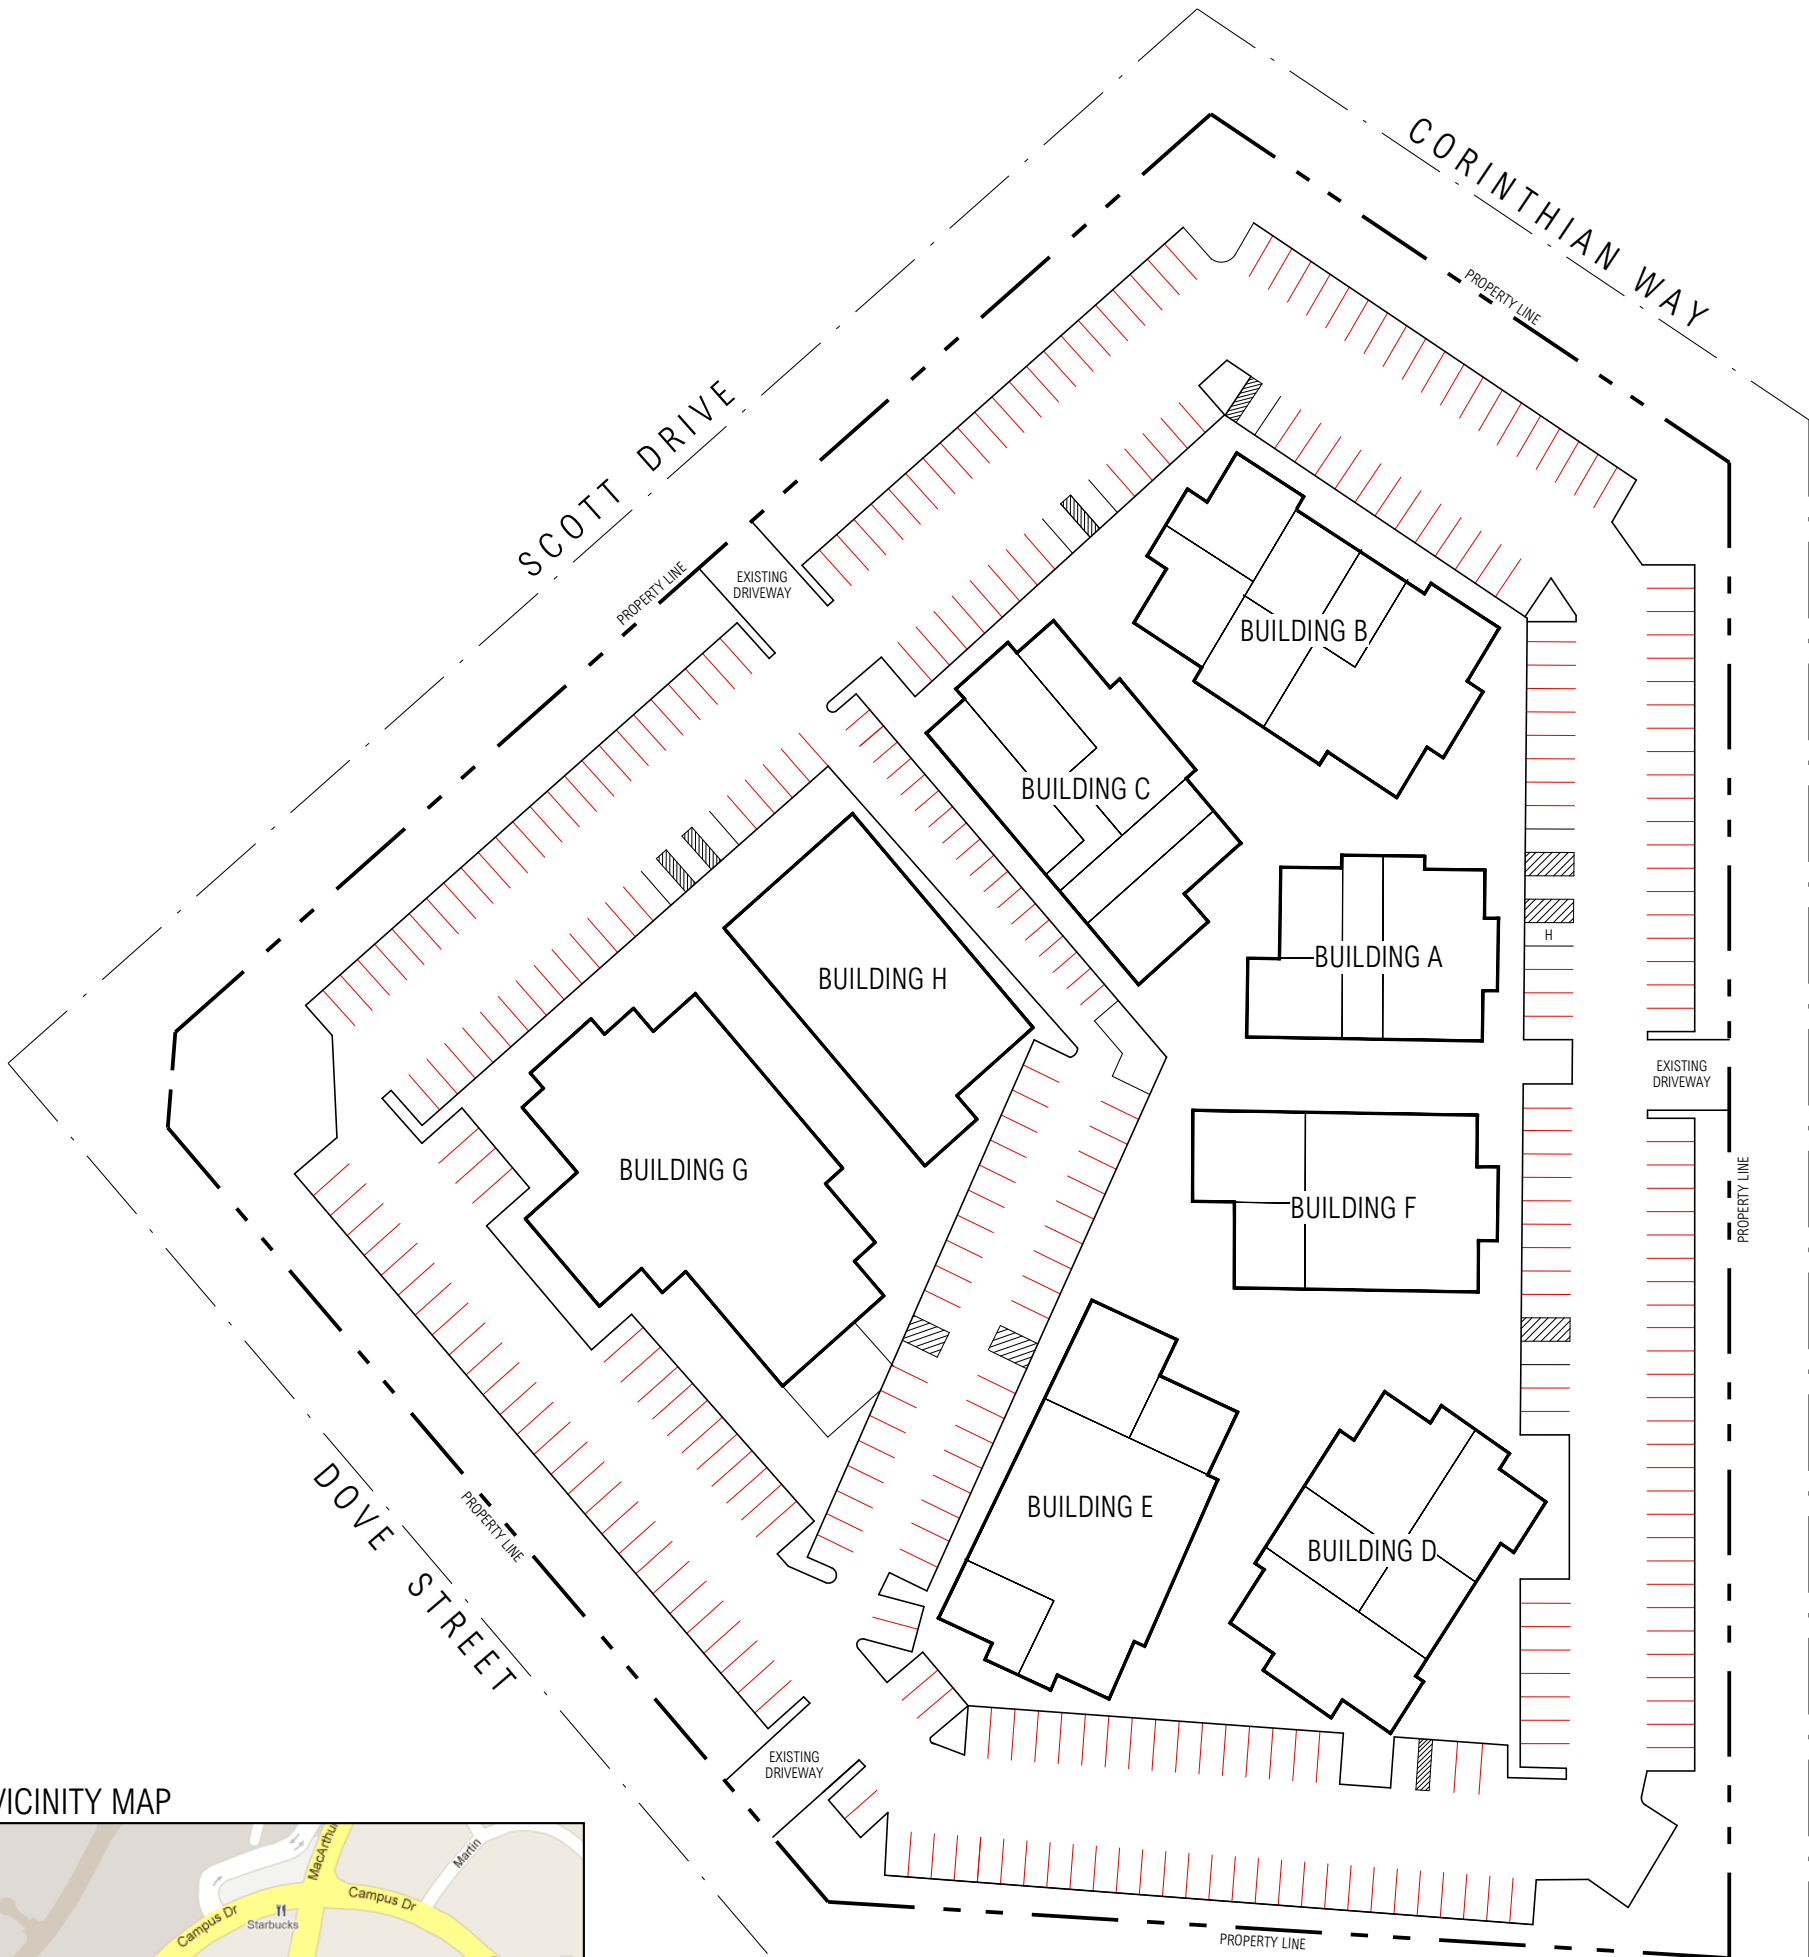 CORINTHIAN WAY
PROPERTY LINE
SCOTT DRIVE
PROPERTY LINE
EXISTING
DRIVEWAY
BUILDING B
BUILDING C
BUILDING A
H
BUILDING H
EXISTING
DRIVEWAY
BUILDING G
BUILDING F
PROPERTY LINE
DOVE STREET
PROPERTY LINE
BUILDING E
BUILDING D
EXISTING
DRIVEWAY
VICINITY MAP
MacArthur
Martin
Campus Dr
Campus Dr
Starbucks
PROPERTY LINE